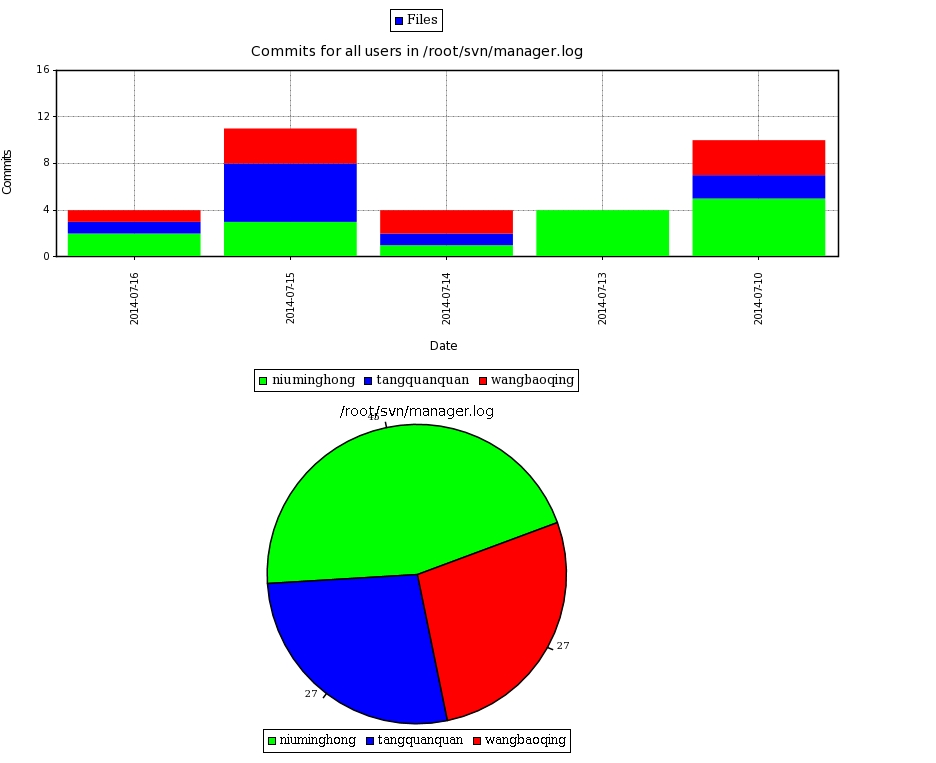 Files
Commits for all users in /root/svn/manager.log
16
12
8
4
0
Commits
2014-07-16 2014-07-15 2014-07-14 2014-07-13 2014-07-10
Date
niuminghong tangquanquan wangbaoqing
/root/svn/manager.log
27
27
niuminghong tangquanquan wangbaoqing